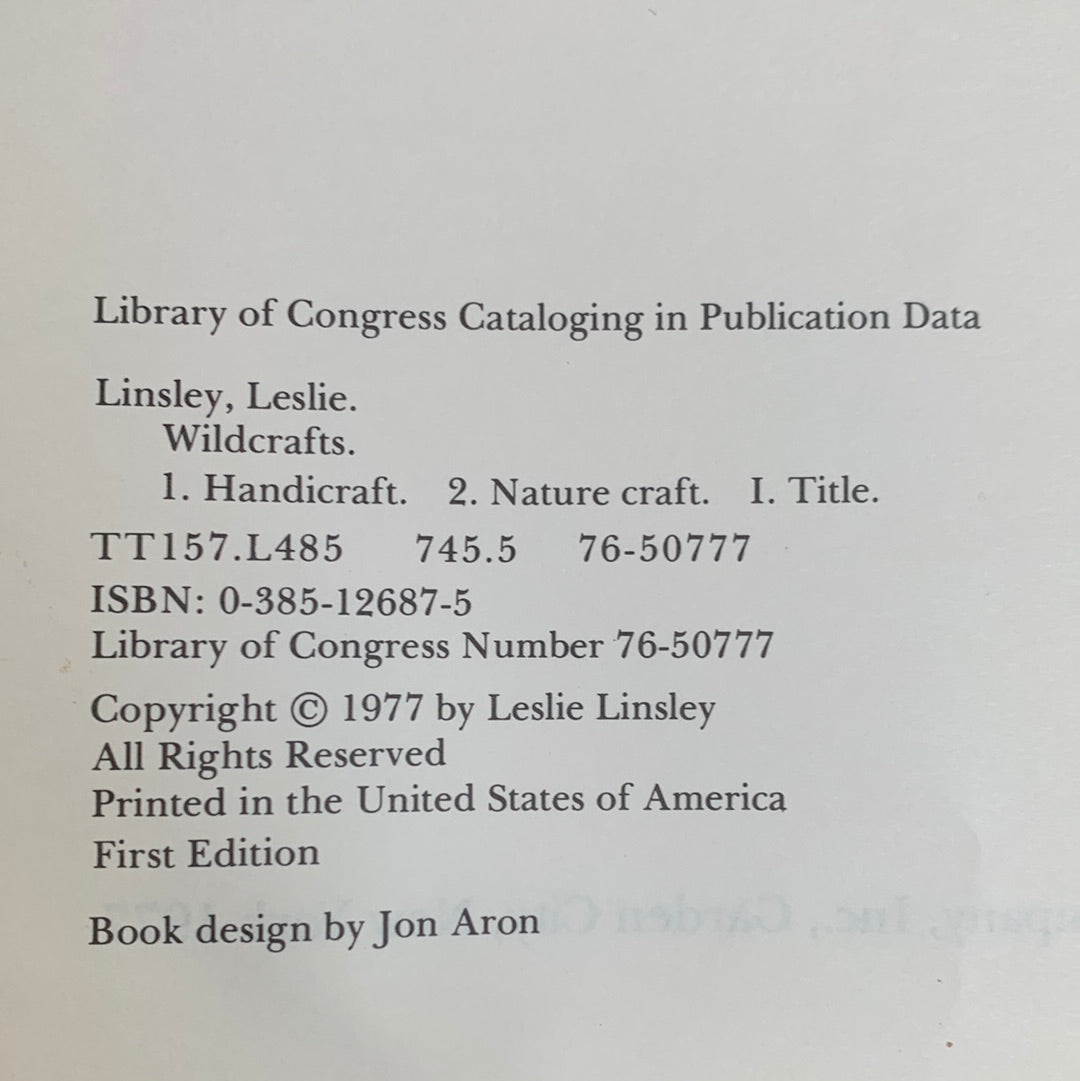 Library of Congress Cataloging in Publication Data
Linsley, Leslie.
Wildcrafts.
1. Handicraft. 2. Nature craft. I. Title.
TT157.L485 745.5 76-50777
ISBN: 0-385-12687-5
Library of Congress Number 76-50777
Copyright © 1977 by Leslie Linsley
All Rights Reserved
Printed in the United States of America
First Edition
Book design by Jon Aron